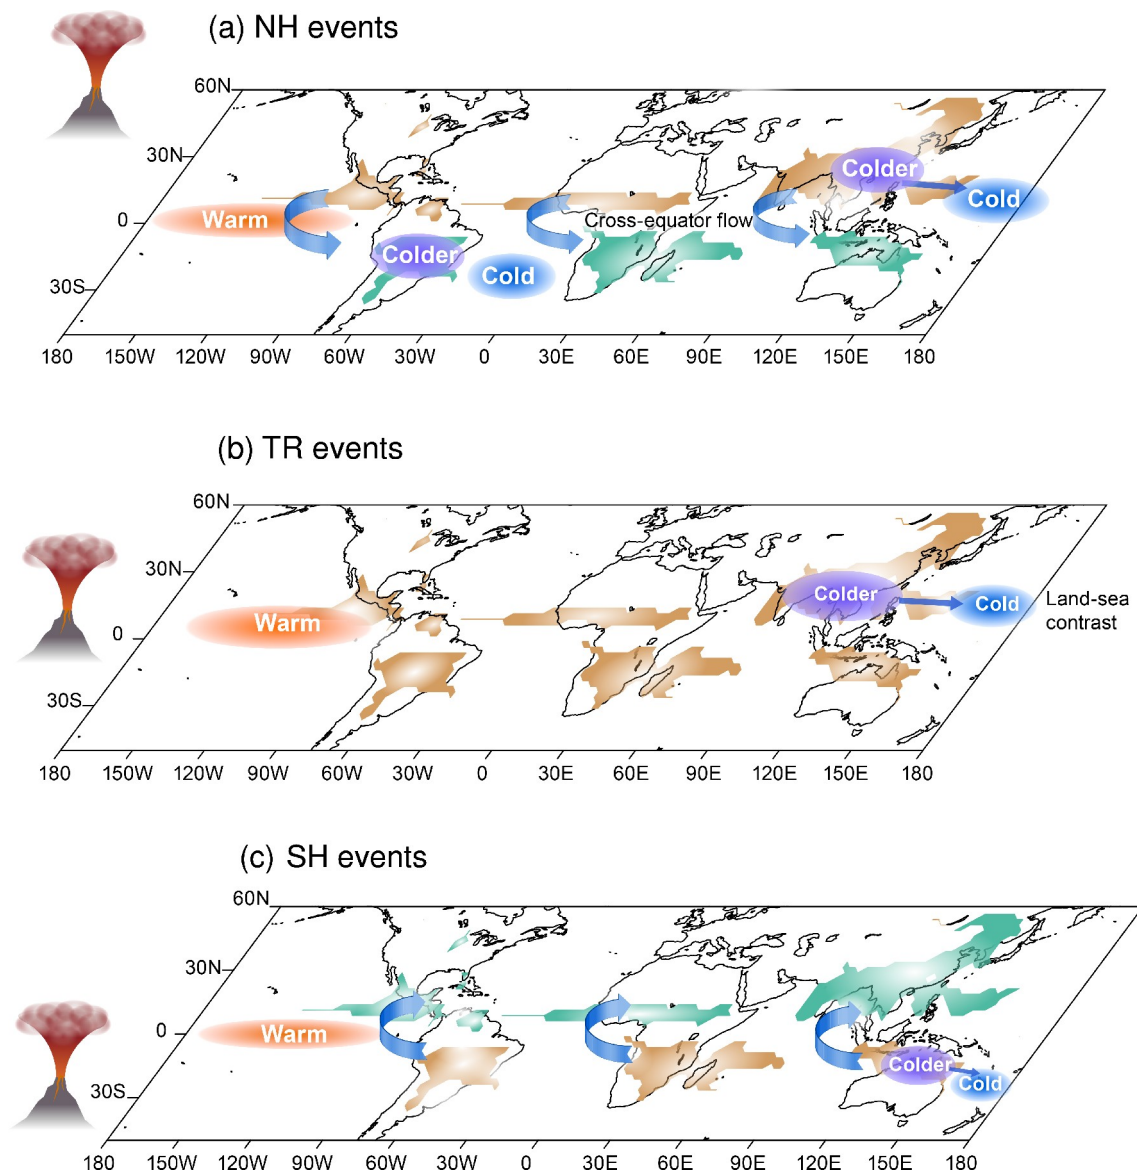 (a) NH events
60N
30N
Colder
Cold
Warm
0
Cross-equator flow
Colder
Cold
30S
180 150W 90W 60W 30W 0 30E 60E 90E 120E 150E 180
(b) TR events
60N
30N
Colder
Cold
Land-sea
contrast
Warm
0
30S
180 150W 120W 90W 60W 30W 0 30E 60E 90E 120E 150E 180
(c) SH events
60N
30N
0
Warm
Colder
Cold
30S
180 150W 120W 90W 60W 30W 0 30E 60E 90E 120E 150E 180